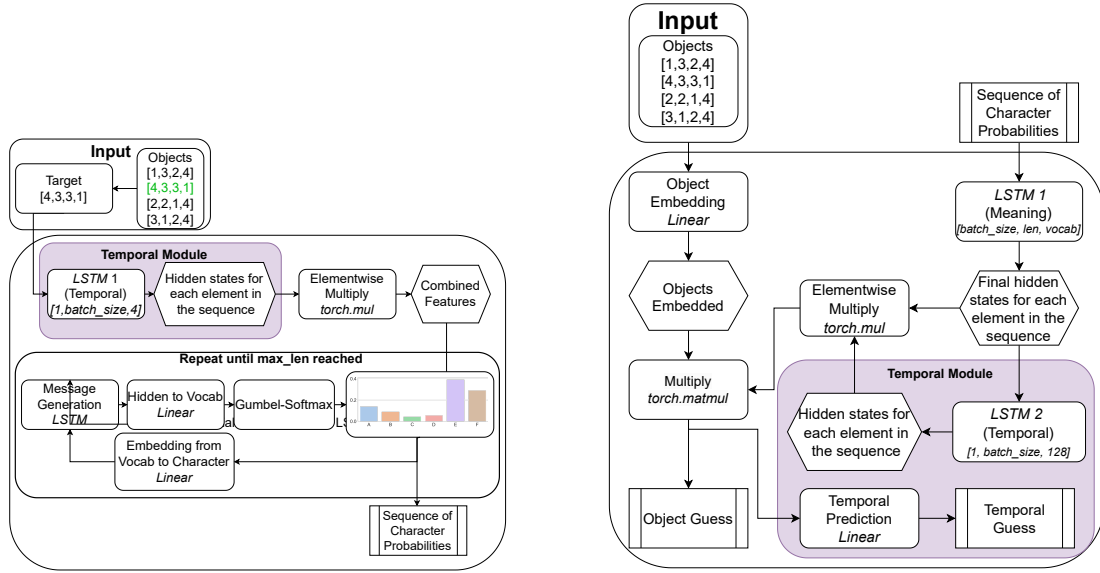 Input
Target
[4,3,3,1]
Objects
[1,3,2,4]
[4,3,3,1]
[2,2,1,4]
[3,1,2,4]
Temporal Module
LSTM 1
(Temporal)
[1,batch_size,4]
Hidden states for
each element in
the sequence
Elementwise
Multiply
torch.mul
Combined
Features
Repeat until max_len reached
Message
Generation
LSTM
Hidden to Vocab
Linear
Gumbel-Softmax
0.4
0.2
0.0
A B C D E F
Embedding from
Vocab to Character
Linear
Sequence of
Character
Probabilities
Input
Objects
[1,3,2,4]
[4,3,3,1]
[2,2,1,4]
[3,1,2,4]
Sequence of
Character
Probabilities
Object
Embedding
Linear
LSTM 1
(Meaning)
[batch_size, len, vocab]
Objects
Embedded
Elementwise
Multiply
torch.mul
Final hidden
states for each
element in the
sequence
Multiply
torch.matmul
Temporal Module
Hidden states for
each element in
the sequence
LSTM 2
(Temporal)
[1, batch_size, 128]
Object Guess
Temporal
Prediction
Linear
Temporal
Guess